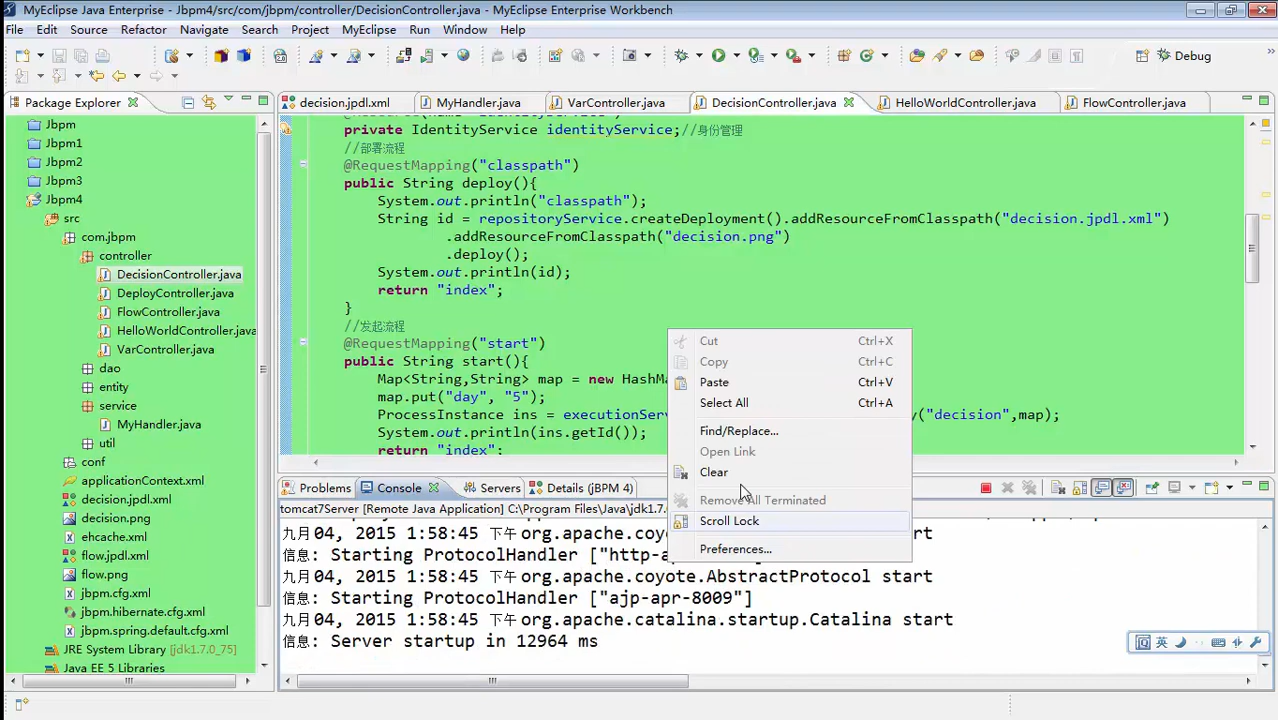 MyEclipse Java Enterprise - Jbpm4/src/com/jbpm/controller/DecisionController.java - MyEclipse Enterprise Workbench
File Edit Source Refactor Navigate Search Project MyEclipse Run Window Help
Debug
Package Explorer
decision.jpdl.xml MyHandler.java VarController.java DecisionController.java HelloWorldController.java FlowController.java
Jbpm
Jbpm1
Jbpm2
Jbpm3
Jbpm4
src
com.jbpm
controller
DecisionController.java
DeployController.java
FlowController.java
HelloWorldController.java
VarController.java
dao
entity
service
MyHandler.java
util
conf
applicationContext.xml
decision.jpdl.xml
decision.png
ehcache.xml
flow.jpdl.xml
flow.png
jbpm.cfg.xml
jbpm.hibernate.cfg.xml
jbpm.spring.default.cfg.xml
JRE System Library [jdk1.7.0_75]
Java EE 5 Libraries
private IdentityService identityService;//身份管理
//部署流程
@RequestMapping("classpath")
public String deploy(){
System.out.println("classpath");
String id = repositoryService.createDeployment().addResourceFromClasspath("decision.jpdl.xml")
.addResourceFromClasspath("decision.png")
.deploy();
System.out.println(id);
return "index";
}
//发起流程
@RequestMapping("start")
public String start(){
Map<String,String> map = new HashM
map.put("day", "5");
ProcessInstance ins = executionServ y("decision",map);
System.out.println(ins.getId());
return "index";
Cut Ctrl+X
Copy Ctrl+C
Paste Ctrl+V
Select All Ctrl+A
Find/Replace...
Open Link
Clear
Remove All Terminated
Scroll Lock
Preferences...
Problems Console Servers Details (jBPM 4)
tomcat7Server [Remote Java Application] C:\Program Files\Java\jdk1.7.0
九月04, 2015 1:58:45 下午 org.apache.coyo start
信息: Starting ProtocolHandler ["http-a
九月04, 2015 1:58:45 下午 org.apache.coyote.AbstractProtocol start
信息: Starting ProtocolHandler ["ajp-apr-8009"]
九月04, 2015 1:58:45 下午 org.apache.catalina.startup.Catalina start
信息: Server startup in 12964 ms
英